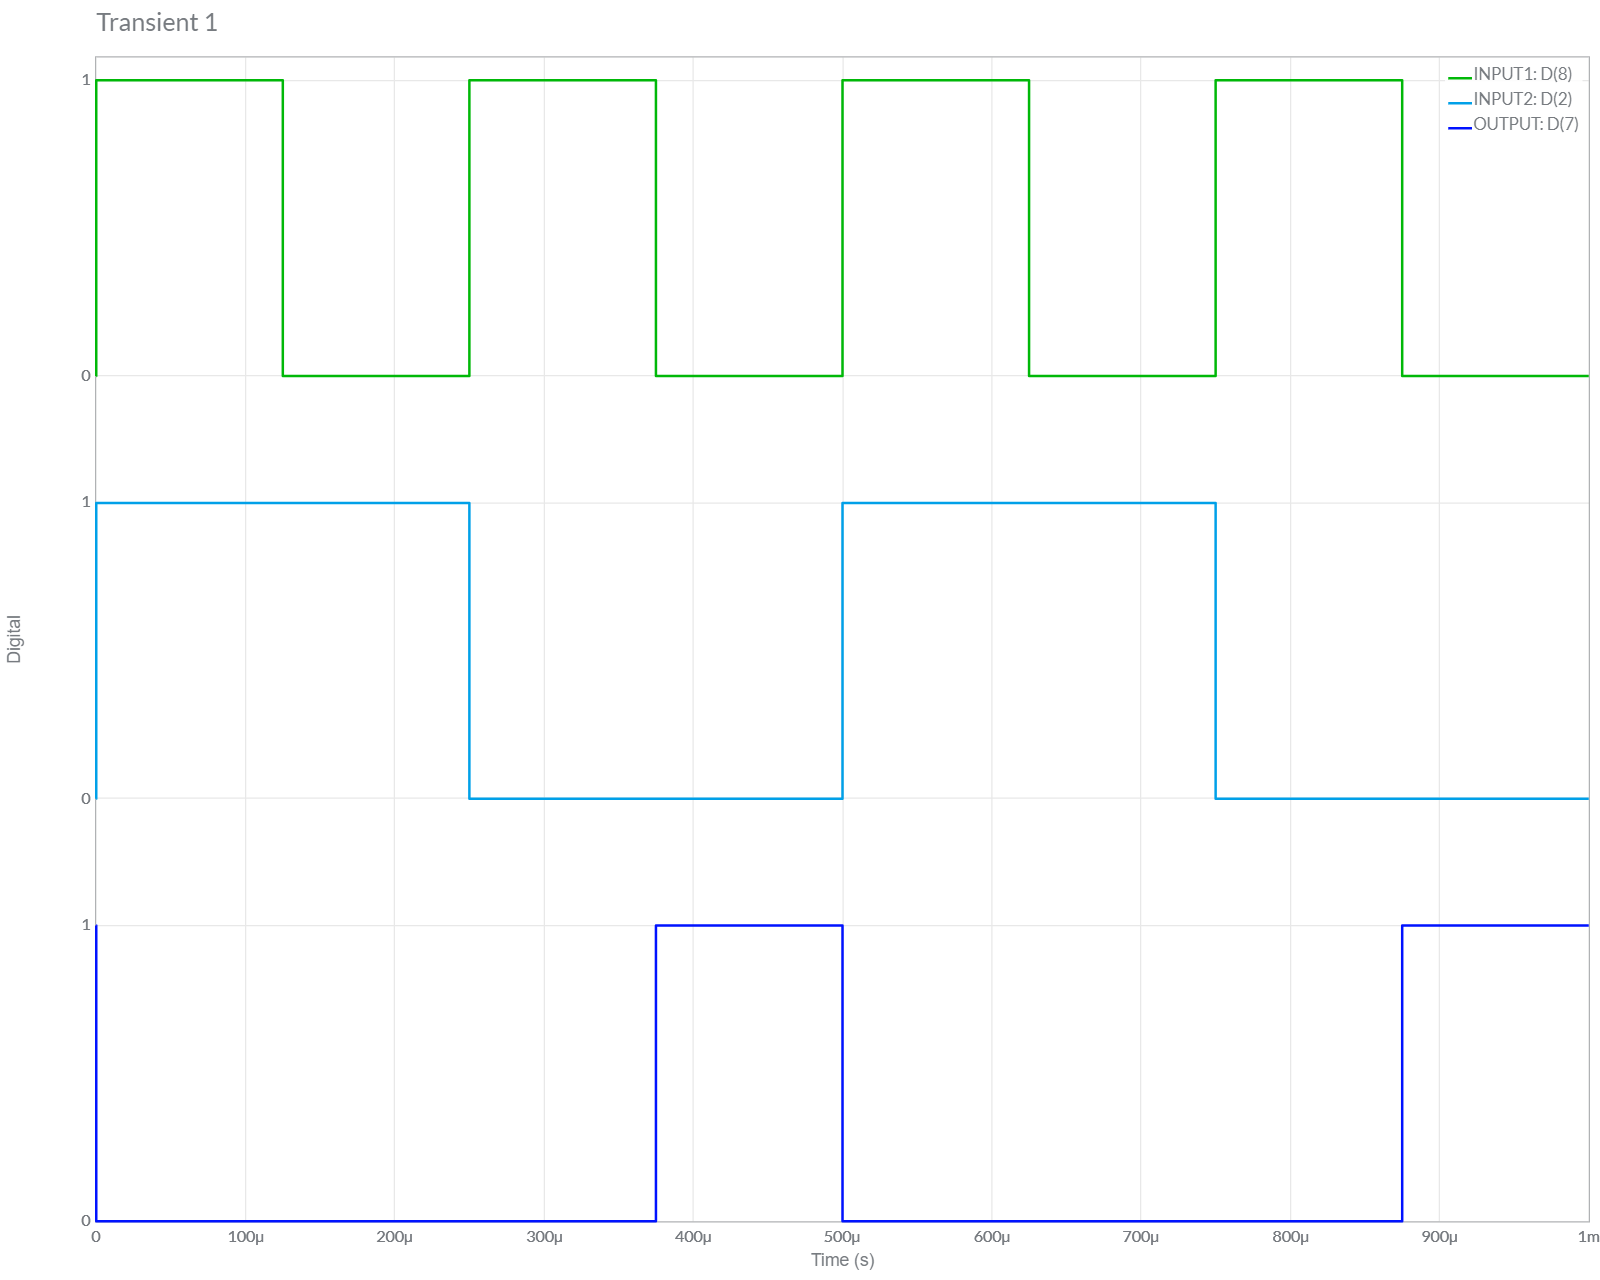 Transient 1
INPUT1: D(8)
INPUT2: D(2)
OUTPUT: D(7)
1
0
1
0
1
0
Digital
0 100µ 200µ 300µ 400µ 500µ 600µ 700µ 800µ 900µ 1m
Time (s)